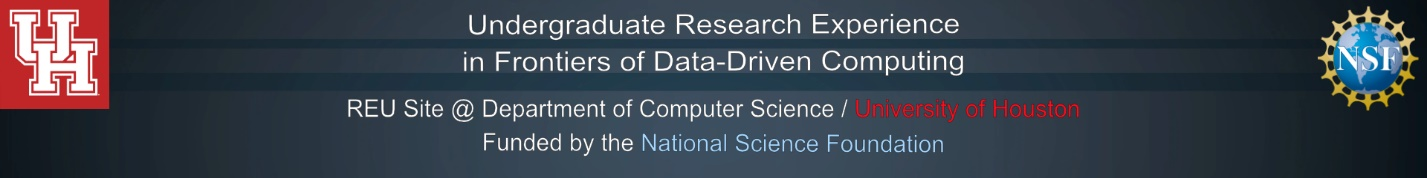 UH
Undergraduate Research Experience
in Frontiers of Data-Driven Computing
NSF
REU Site @ Department of Computer Science / University of Houston
Funded by the National Science Foundation